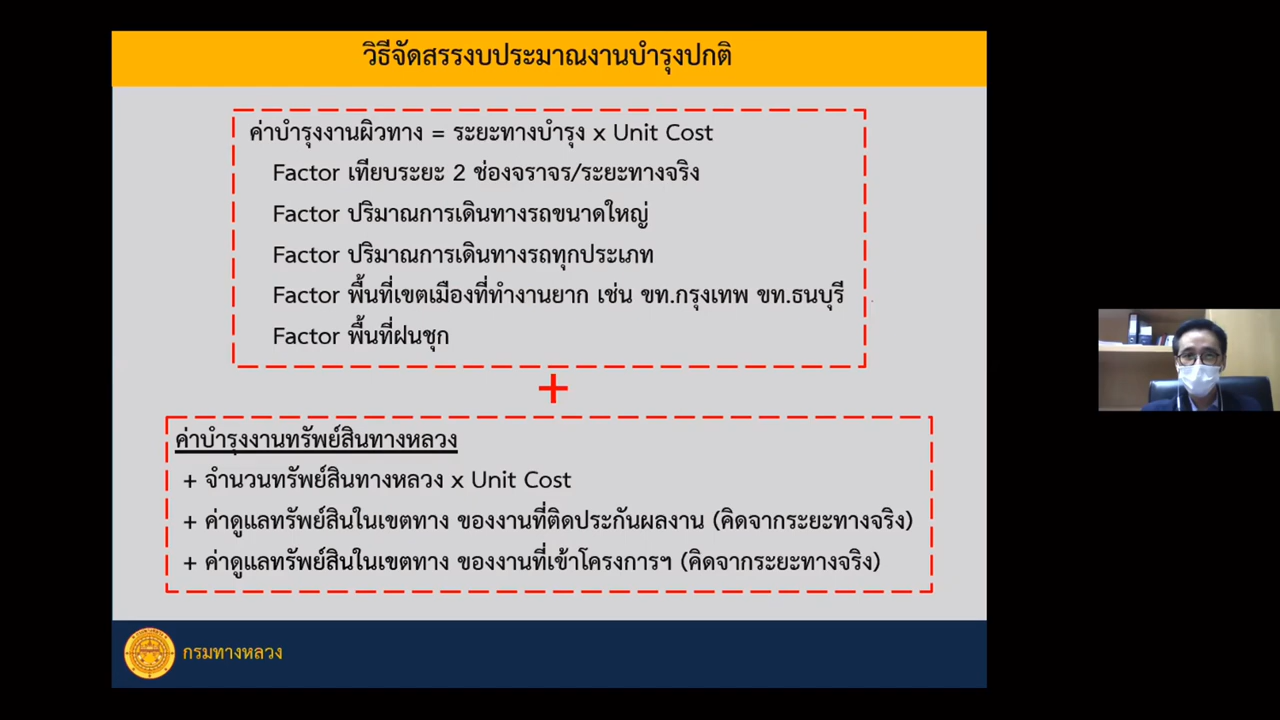 วิธีจัดสรรงบประมาณงานบำรุงปกติ
ค่าบำรุงงานผิวทาง = ระยะทางบำรุง x Unit Cost
Factor เทียบระยะ 2 ช่องจราจร/ระยะทางจริง
Factor ปริมาณการเดินทางรถขนาดใหญ่
Factor ปริมาณการเดินทางรถทุกประเภท
Factor พื้นที่เขตเมืองที่ทำงานยาก เช่น ขท.กรุงเทพ ขท.ธนบุรี
Factor พื้นที่ฝนชุก
+
ค่าบำรุงงานทรัพย์สินทางหลวง
+ จำนวนทรัพย์สินทางหลวง x Unit Cost
+ ค่าดูแลทรัพย์สินในเขตทาง ของงานที่ติดประกันผลงาน (คิดจากระยะทางจริง)
+ ค่าดูแลทรัพย์สินในเขตทาง ของงานที่เข้าโครงการฯ (คิดจากระยะทางจริง)
กรมทางหลวง